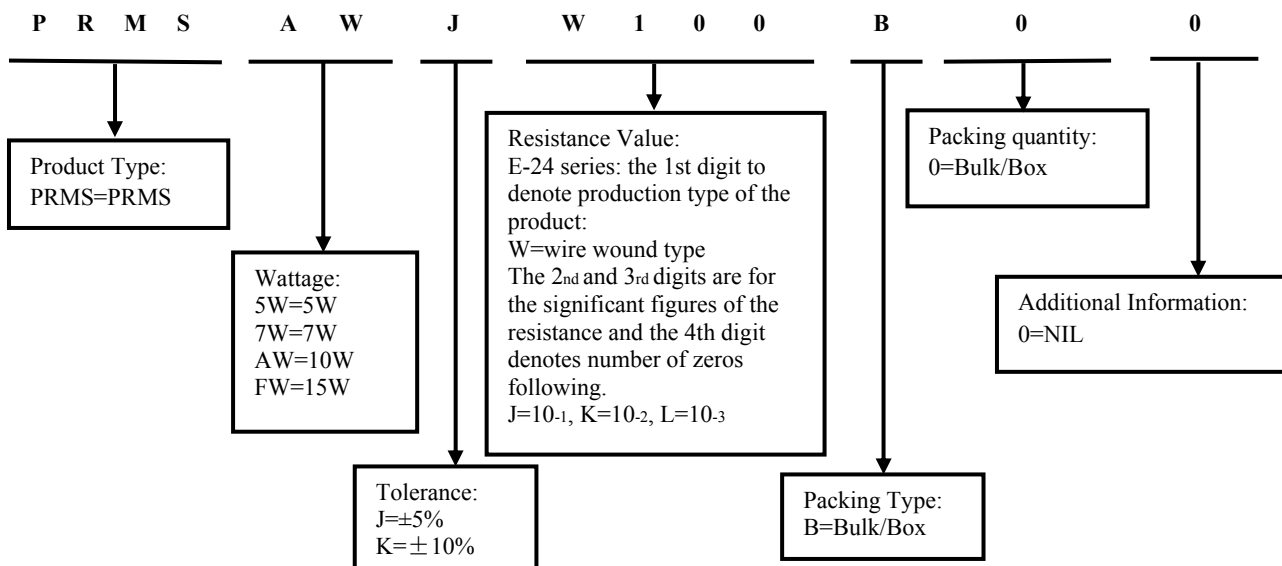 P R M S A W J W 1 0 0 B 0 0
Product Type:
PRMS=PRMS
Wattage:
5W=5W
7W=7W
AW=10W
FW=15W
Tolerance:
J=±5%
K=±10%
Resistance Value:
E-24 series: the 1st digit to
denote production type of the
product:
W=wire wound type
The 2nd and 3rd digits are for
the significant figures of the
resistance and the 4th digit
denotes number of zeros
following.
J=10-1, K=10-2, L=10-3
Packing Type:
B=Bulk/Box
Packing quantity:
0=Bulk/Box
Additional Information:
0=NIL